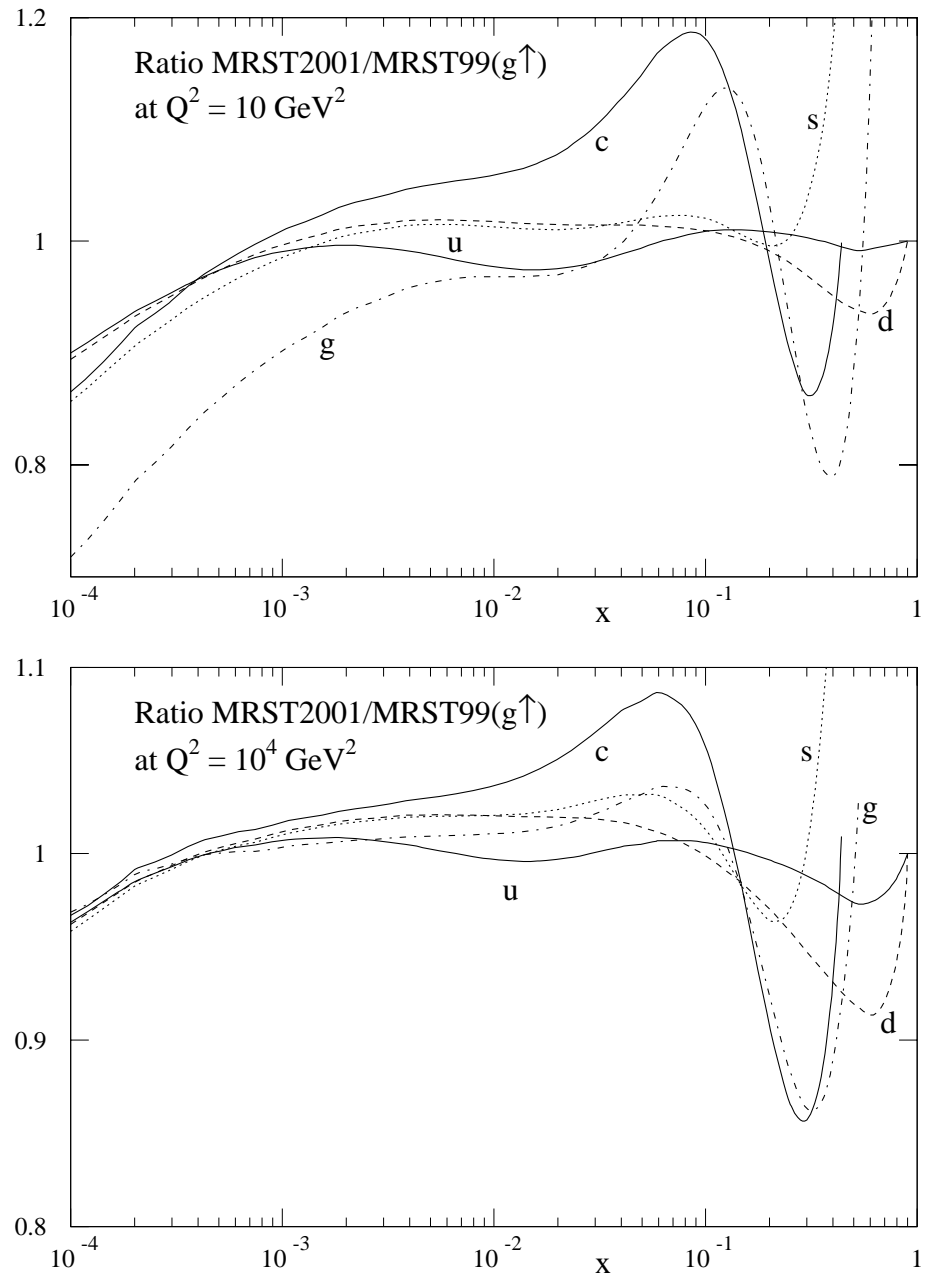 1.2
Ratio MRST2001/MRST99(g↑)
at Q² = 10 GeV²
s
c
1
u
d
g
0.8
10⁻⁴ 10⁻³ 10⁻² x 10⁻¹ 1
1.1
Ratio MRST2001/MRST99(g↑)
at Q² = 10⁴ GeV²
c
s
g
1
u
d
0.9
0.8
10⁻⁴ 10⁻³ 10⁻² x 10⁻¹ 1